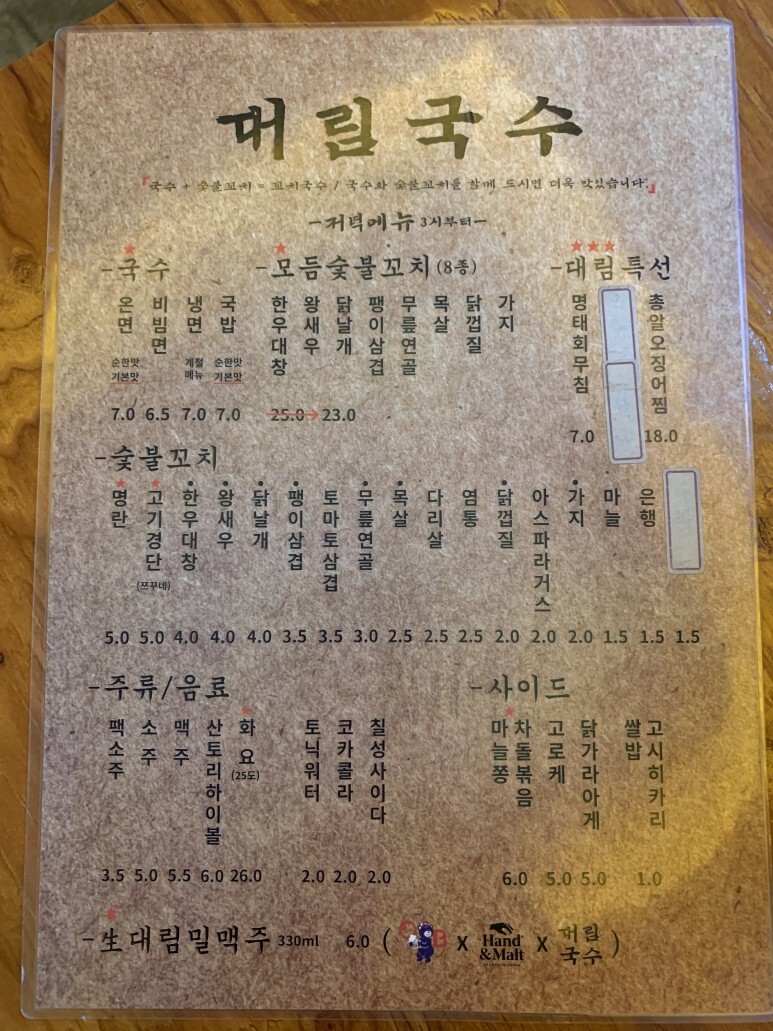 대림국수
「국수 + 숯불꼬치 = 꼬치국수 / 국수와 숯불꼬치를 함께 드시면 더욱 맛있습니다.」
-저녁메뉴 3시부터-
-국수
온면
순한맛
기본맛
7.0
비빔면
6.5
냉면
계절
메뉴
7.0
국밥
순한맛
기본맛
7.0
-모듬숯불꼬치(8종)
한우대창
왕새우
닭날개
팽이삼겹
무릎연골
목살
닭껍질
가지
25.0→23.0
-대림특선
명태회무침
7.0
총알오징어찜
18.0
-숯불꼬치
명란
5.0
고기경단
(쯔꾸네)
5.0
한우대창
4.0
왕새우
4.0
닭날개
4.0
팽이삼겹
3.5
토마토삼겹
3.5
무릎연골
3.0
목살
2.5
다리살
2.5
염통
2.5
닭껍질
2.0
아스파라거스
2.0
가지
2.0
마늘
1.5
은행
1.5
1.5
-주류/음료
팩소주
3.5
소주
5.0
맥주
5.5
산토리하이볼
6.0
화요
(25도)
26.0
토닉워터
2.0
코카콜라
2.0
칠성사이다
2.0
-사이드
마늘쫑
차돌볶음
6.0
고로케
5.0
닭가라아게
5.0
쌀밥
고시히카리
1.0
-生대림밀맥주 330ml 6.0 ( X Hand &Malt X 대림국수 )